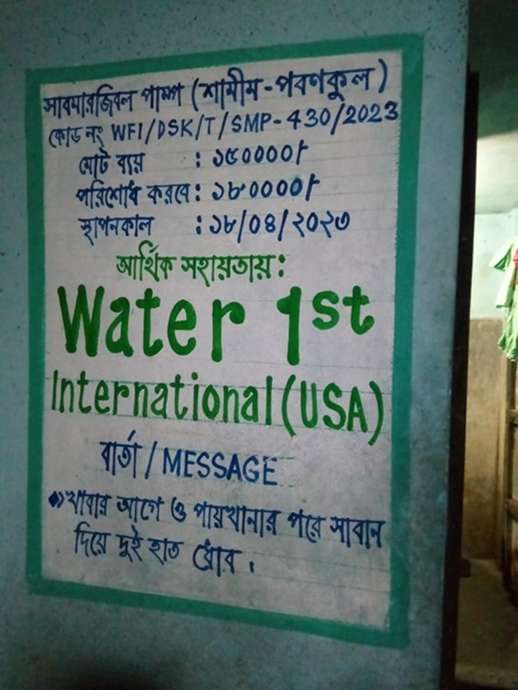 সাবমারজিবল পাম্প (শামীম-পবণকুল)
কোড নং WFI/DSK/T/SMP-430/2023
মোট ব্যয় : ১৫০০০০/
পরিশোধ করবে : ১৮০০০০/
স্থাপনকাল : ১৮/০৪/২০২৩
আর্থিক সহায়তায় :
Water 1st
International (USA)
বার্তা / MESSAGE
খাবার আগে ও পায়খানার পরে সাবান
দিয়ে দুই হাত ধোব .